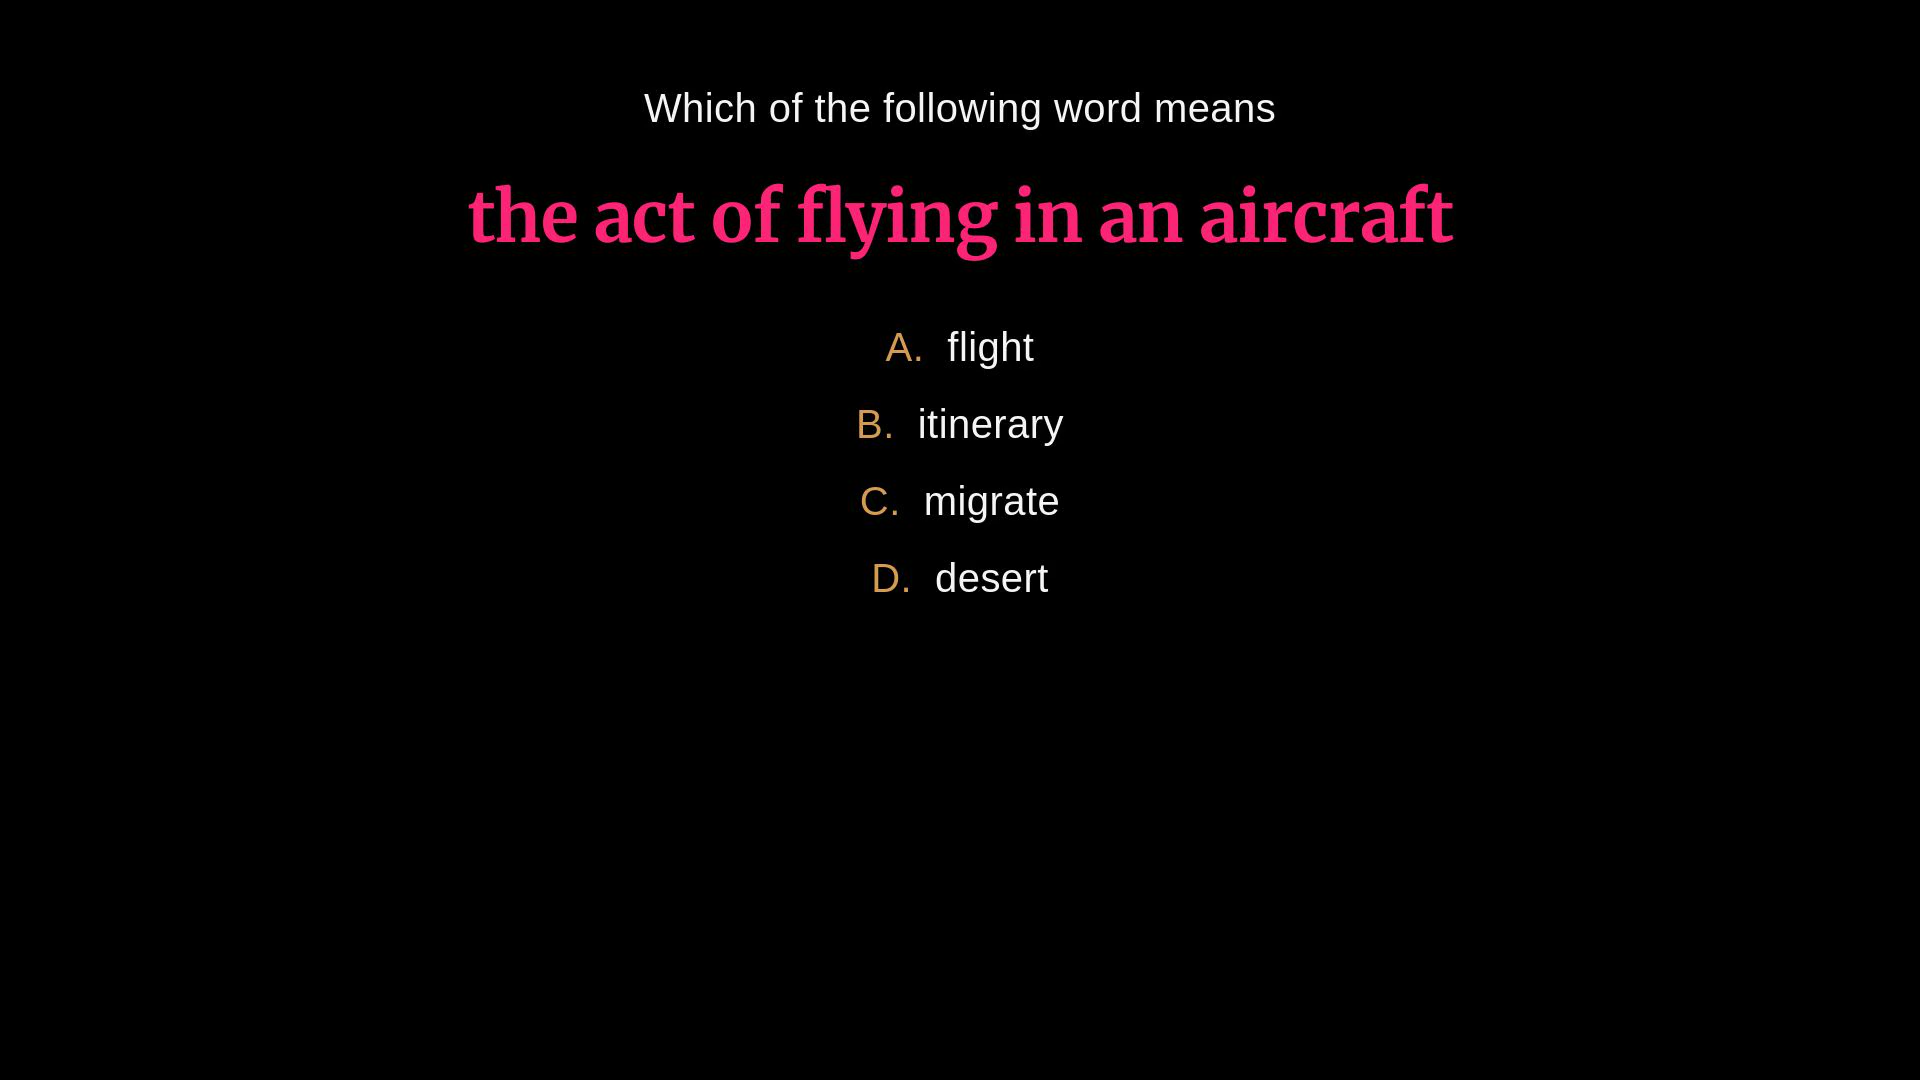 Which of the following word means
the act of flying in an aircraft
A. flight
B. itinerary
C. migrate
D. desert